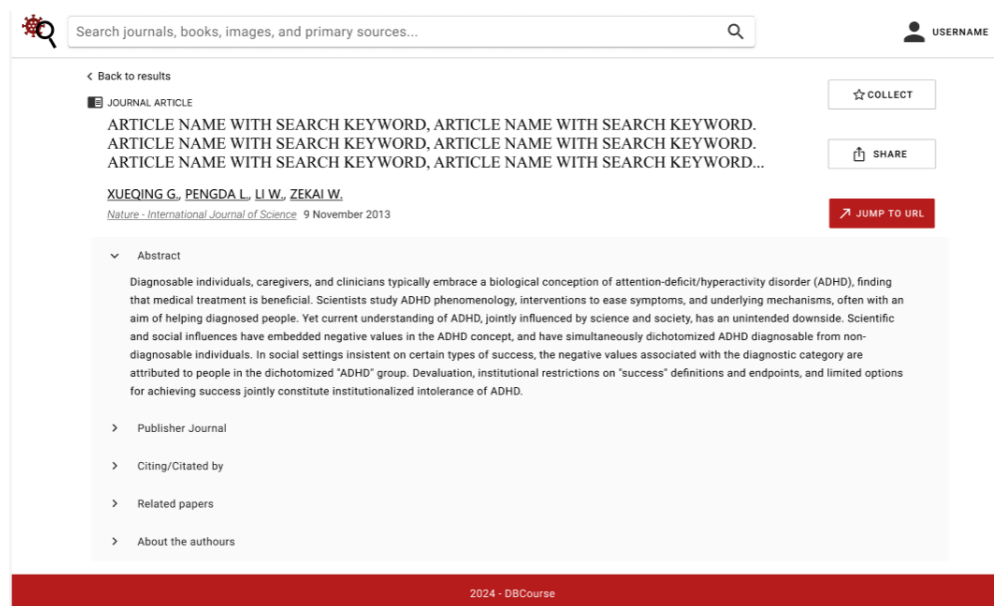 Search journals, books, images, and primary sources...
USERNAME
Back to results
COLLECT
JOURNAL ARTICLE
ARTICLE NAME WITH SEARCH KEYWORD, ARTICLE NAME WITH SEARCH KEYWORD.
ARTICLE NAME WITH SEARCH KEYWORD, ARTICLE NAME WITH SEARCH KEYWORD.
ARTICLE NAME WITH SEARCH KEYWORD, ARTICLE NAME WITH SEARCH KEYWORD...
SHARE
XUEQING G., PENGDA L., LI W., ZEKAI W.
Nature - International Journal of Science 9 November 2013
JUMP TO URL
Abstract
Diagnosable individuals, caregivers, and clinicians typically embrace a biological conception of attention-deficit/hyperactivity disorder (ADHD), finding
that medical treatment is beneficial. Scientists study ADHD phenomenology, interventions to ease symptoms, and underlying mechanisms, often with an
aim of helping diagnosed people. Yet current understanding of ADHD, jointly influenced by science and society, has an unintended downside. Scientific
and social influences have embedded negative values in the ADHD concept, and have simultaneously dichotomized ADHD diagnosable from non-
diagnosable individuals. In social settings insistent on certain types of success, the negative values associated with the diagnostic category are
attributed to people in the dichotomized "ADHD" group. Devaluation, institutional restrictions on "success" definitions and endpoints, and limited options
for achieving success jointly constitute institutionalized intolerance of ADHD.
Publisher Journal
Citing/Citated by
Related papers
About the authours
2024 - DBCourse